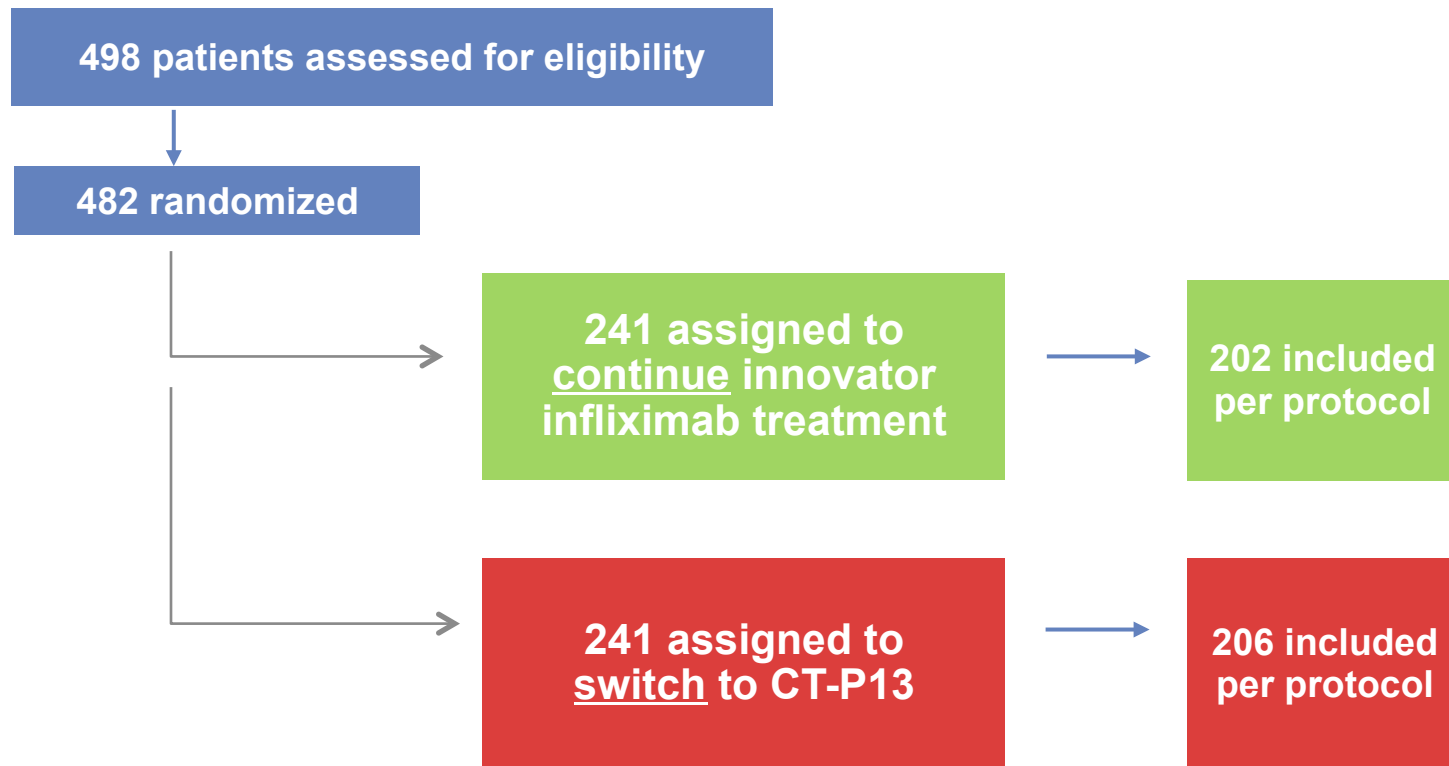 498 patients assessed for eligibility
482 randomized
241 assigned to
continue innovator
infliximab treatment
202 included
per protocol
241 assigned to
switch to CT-P13
206 included
per protocol